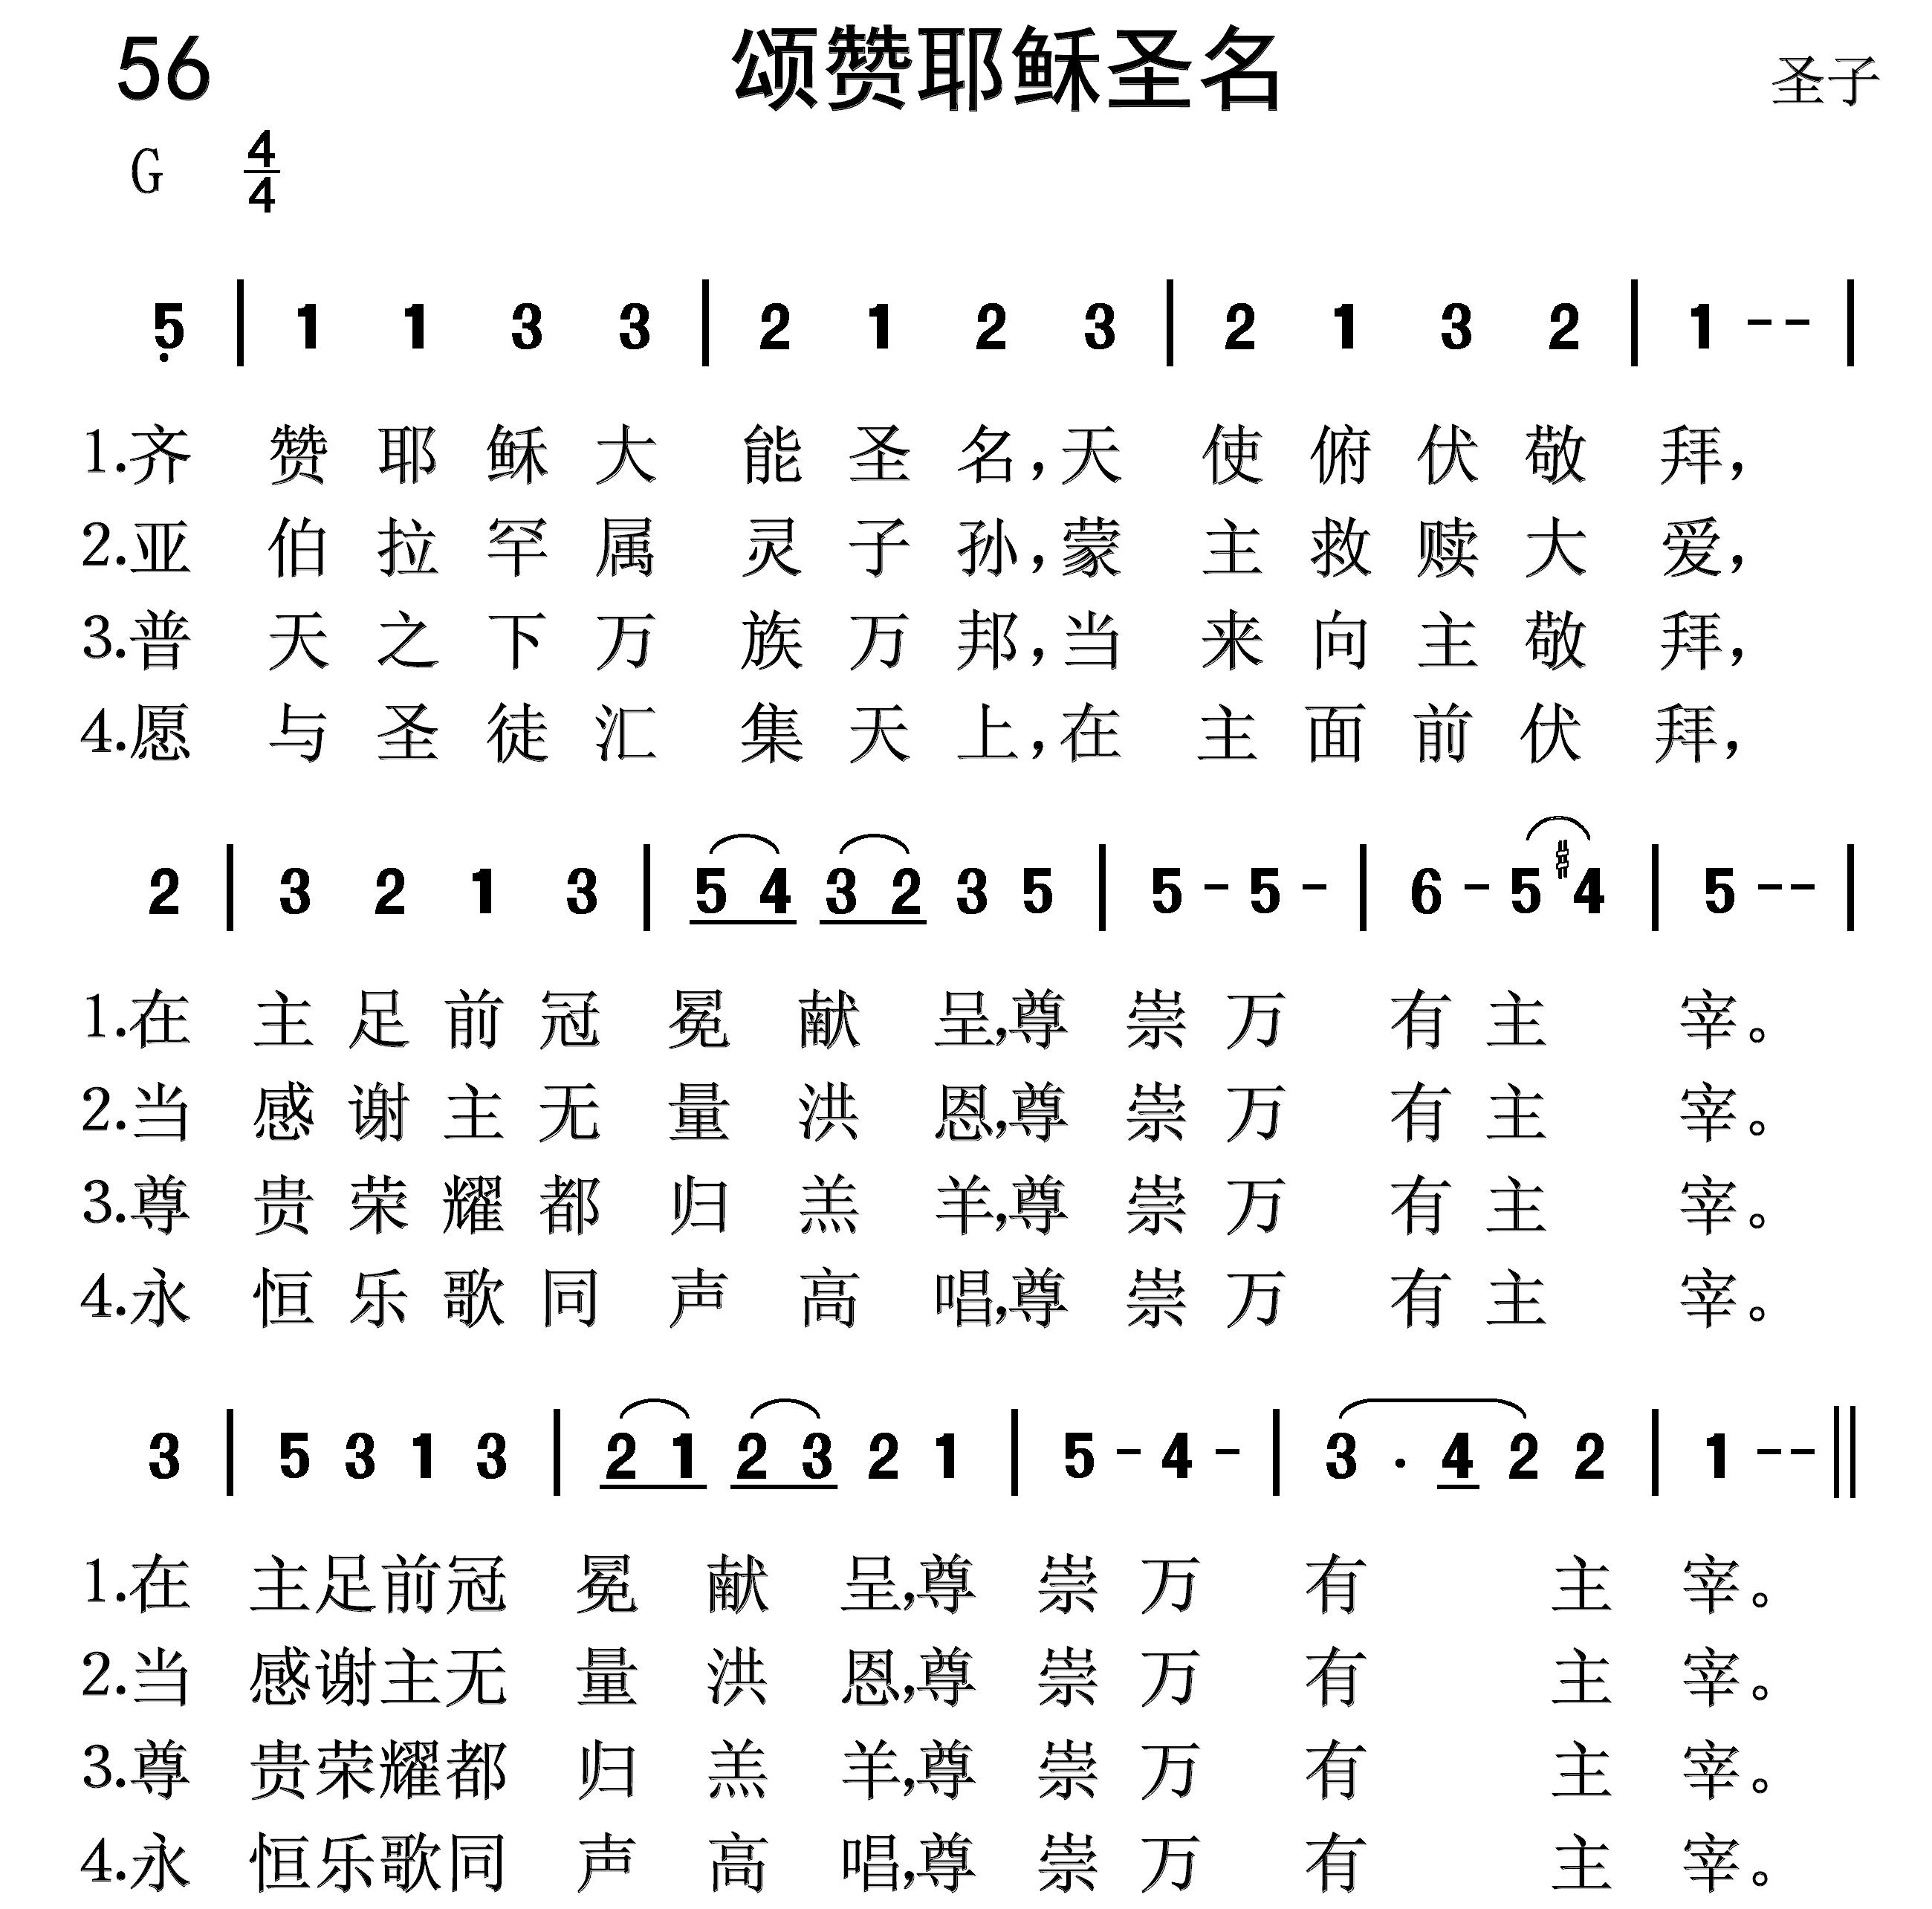 56 颂赞耶稣圣名 圣子
G 4/4
5̣ | 1 1 3 3 | 2 1 2 3 | 2 1 3 2 | 1 - - |
1.齐 赞 耶 稣 大 能 圣 名，天 使 俯 伏 敬 拜，
2.亚 伯 拉 罕 属 灵 子 孙，蒙 主 救 赎 大 爱，
3.普 天 之 下 万 族 万 邦，当 来 向 主 敬 拜，
4.愿 与 圣 徒 汇 集 天 上，在 主 面 前 伏 拜，
2 | 3 2 1 3 | 5 4 3 2 3 5 | 5 - 5 - | 6 - 5 #4 | 5 - - |
1.在 主 足 前 冠 冕 献 呈，尊 崇 万 有 主 宰。
2.当 感 谢 主 无 量 洪 恩，尊 崇 万 有 主 宰。
3.尊 贵 荣 耀 都 归 羔 羊，尊 崇 万 有 主 宰。
4.永 恒 乐 歌 同 声 高 唱，尊 崇 万 有 主 宰。
3 | 5 3 1 3 | 2 1 2 3 2 1 | 5 - 4 - | 3 · 4 2 2 | 1 - - ||
1.在 主足前冠 冕 献 呈，尊 崇 万 有 主 宰。
2.当 感谢主无 量 洪 恩，尊 崇 万 有 主 宰。
3.尊 贵荣耀都 归 羔 羊，尊 崇 万 有 主 宰。
4.永 恒乐歌同 声 高 唱，尊 崇 万 有 主 宰。